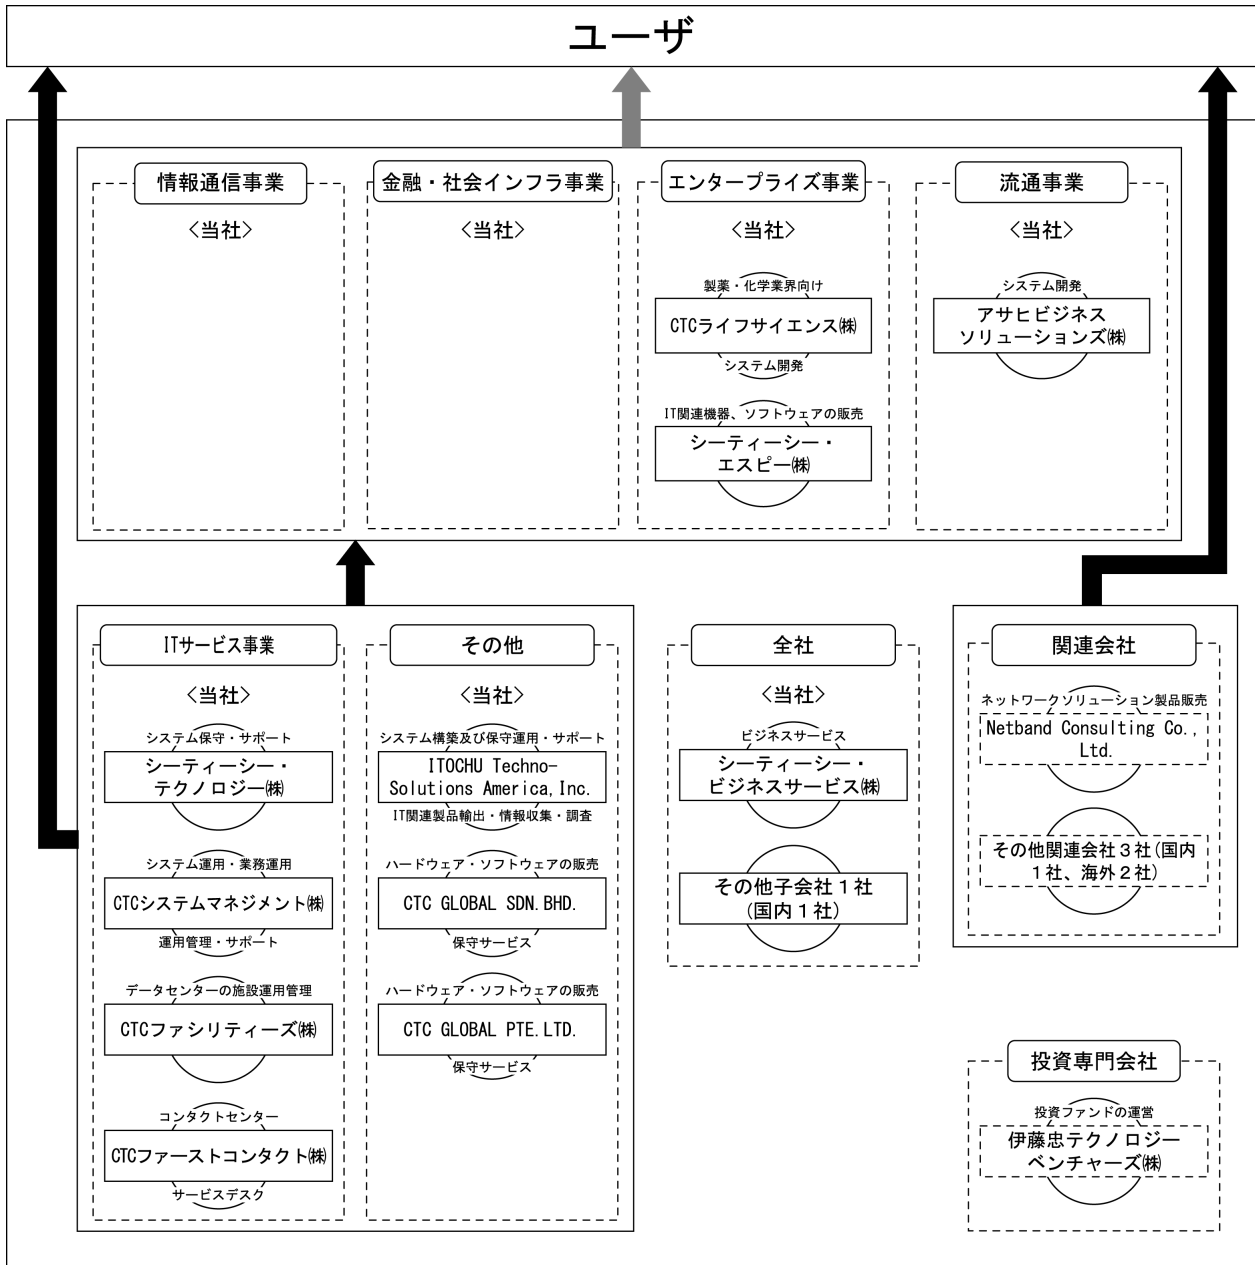 ユーザ
情報通信事業
〈当社〉
金融・社会インフラ事業
〈当社〉
エンタープライズ事業
〈当社〉
製薬・化学業界向け
CTCライフサイエンス㈱
システム開発
IT関連機器、ソフトウェアの販売
シーティーシー・
エスピー㈱
流通事業
〈当社〉
システム開発
アサヒビジネス
ソリューションズ㈱
ITサービス事業
〈当社〉
システム保守・サポート
シーティーシー・
テクノロジー㈱
システム運用・業務運用
CTCシステムマネジメント㈱
運用管理・サポート
データセンターの施設運用管理
CTCファシリティーズ㈱
コンタクトセンター
CTCファーストコンタクト㈱
サービスデスク
その他
〈当社〉
システム構築及び保守運用・サポート
ITOCHU Techno-
Solutions America,Inc.
IT関連製品輸出・情報収集・調査
ハードウェア・ソフトウェアの販売
CTC GLOBAL SDN.BHD.
保守サービス
ハードウェア・ソフトウェアの販売
CTC GLOBAL PTE.LTD.
保守サービス
全社
〈当社〉
ビジネスサービス
シーティーシー・
ビジネスサービス㈱
その他子会社１社
(国内１社)
関連会社
ネットワークソリューション製品販売
Netband Consulting Co.,
Ltd.
その他関連会社３社(国内
１社、海外２社)
投資専門会社
投資ファンドの運営
伊藤忠テクノロジー
ベンチャーズ㈱